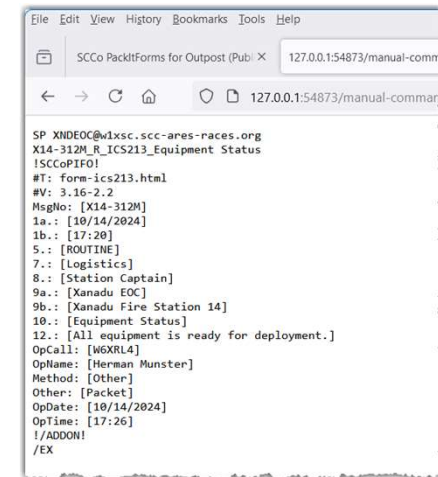 File Edit View History Bookmarks Tools Help
SCCo PackItForms for Outpost (Publ
127.0.0.1:54873/manual-comm
127.0.0.1:54873/manual-comman
SP XNDEOC@w1xsc.scc-ares-races.org
X14-312M_R_ICS213_Equipment Status
!SCCoPIFO!
#T: form-ics213.html
#V: 3.16-2.2
MsgNo: [X14-312M]
1a.: [10/14/2024]
1b.: [17:20]
5.: [ROUTINE]
7.: [Logistics]
8.: [Station Captain]
9a.: [Xanadu EOC]
9b.: [Xanadu Fire Station 14]
10.: [Equipment Status]
12.: [All equipment is ready for deployment.]
OpCall: [W6XRL4]
OpName: [Herman Munster]
Method: [Other]
Other: [Packet]
OpDate: [10/14/2024]
OpTime: [17:26]
!/ADDON!
/EX